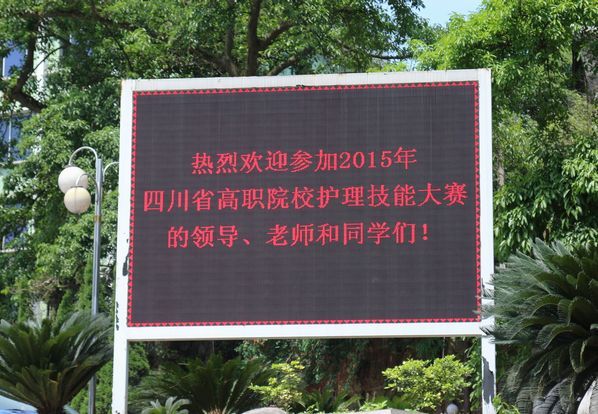 热烈欢迎参加2015年
四川省高职院校护理技能大赛
的领导、老师和同学们！